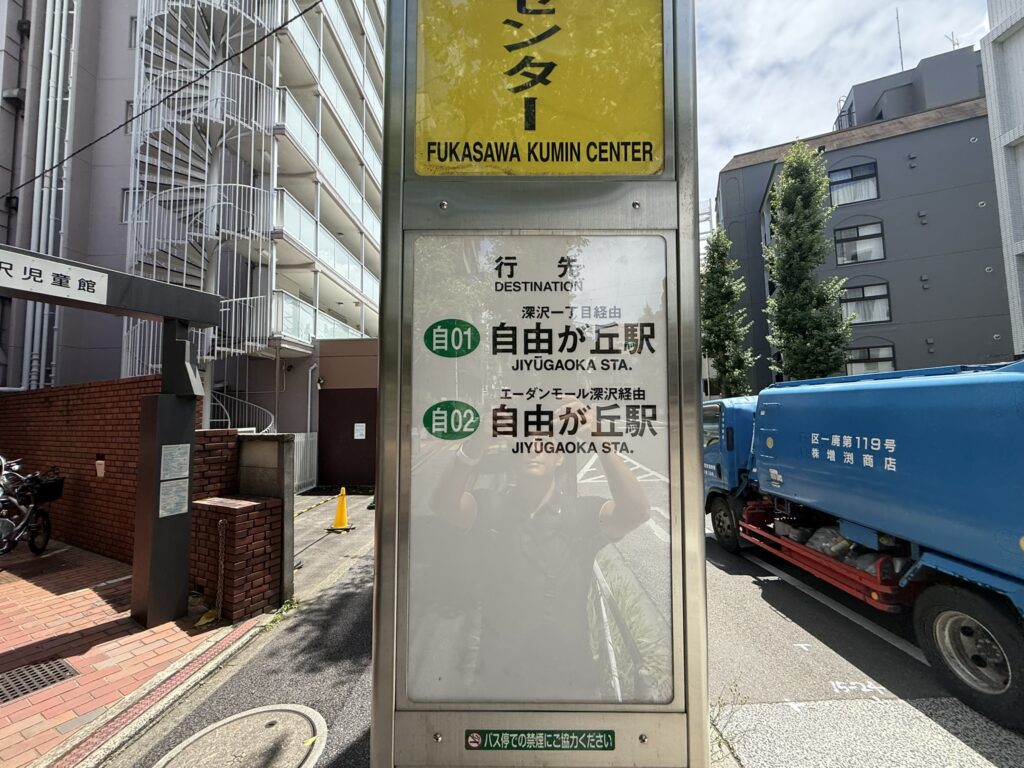 センター
FUKASAWA KUMIN CENTER
行先
DESTINATION
深沢一丁目経由
自01 自由が丘駅
JIYŪGAOKA STA.
エーダンモール深沢経由
自02 自由が丘駅
JIYŪGAOKA STA.
バス停での禁煙にご協力ください
沢児童館
区一廃第119号
株増渕商店